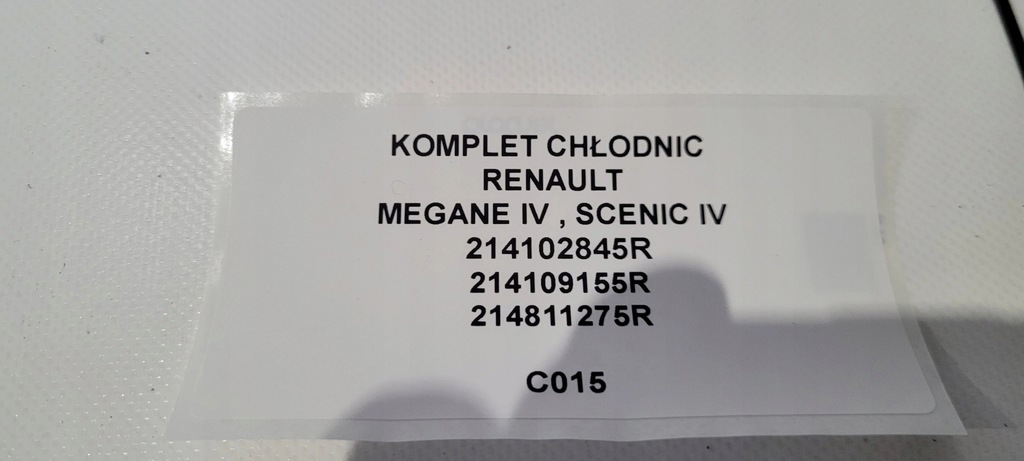 KOMPLET CHŁODNIC
RENAULT
MEGANE IV , SCENIC IV
214102845R
214109155R
214811275R
C015